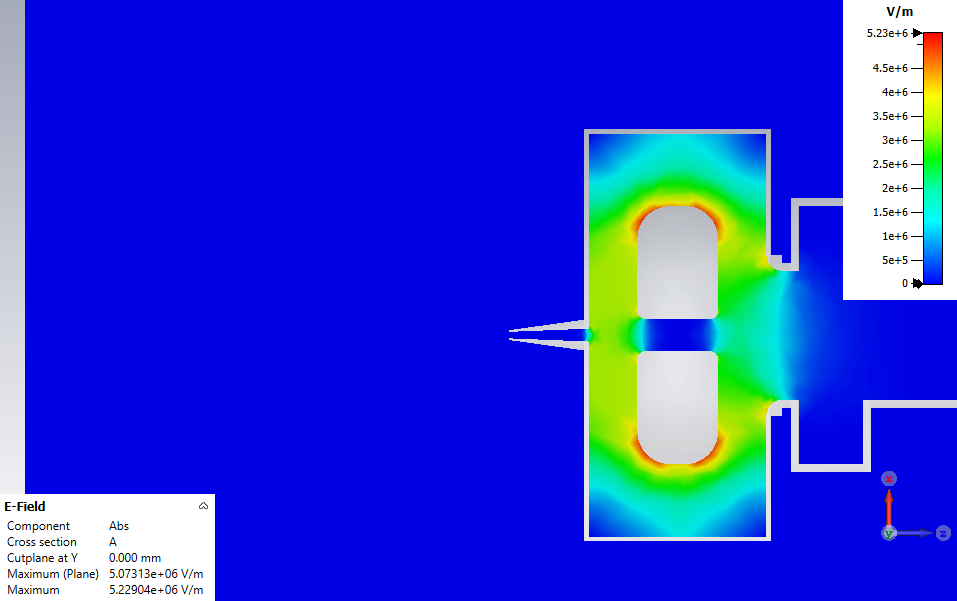 V/m
5.23e+6
4.5e+6
4e+6
3.5e+6
3e+6
2.5e+6
2e+6
1.5e+6
1e+6
5e+5
0
x
y
z
E-Field
Component Abs
Cross section A
Cutplane at Y 0.000 mm
Maximum (Plane) 5.07313e+06 V/m
Maximum 5.22904e+06 V/m